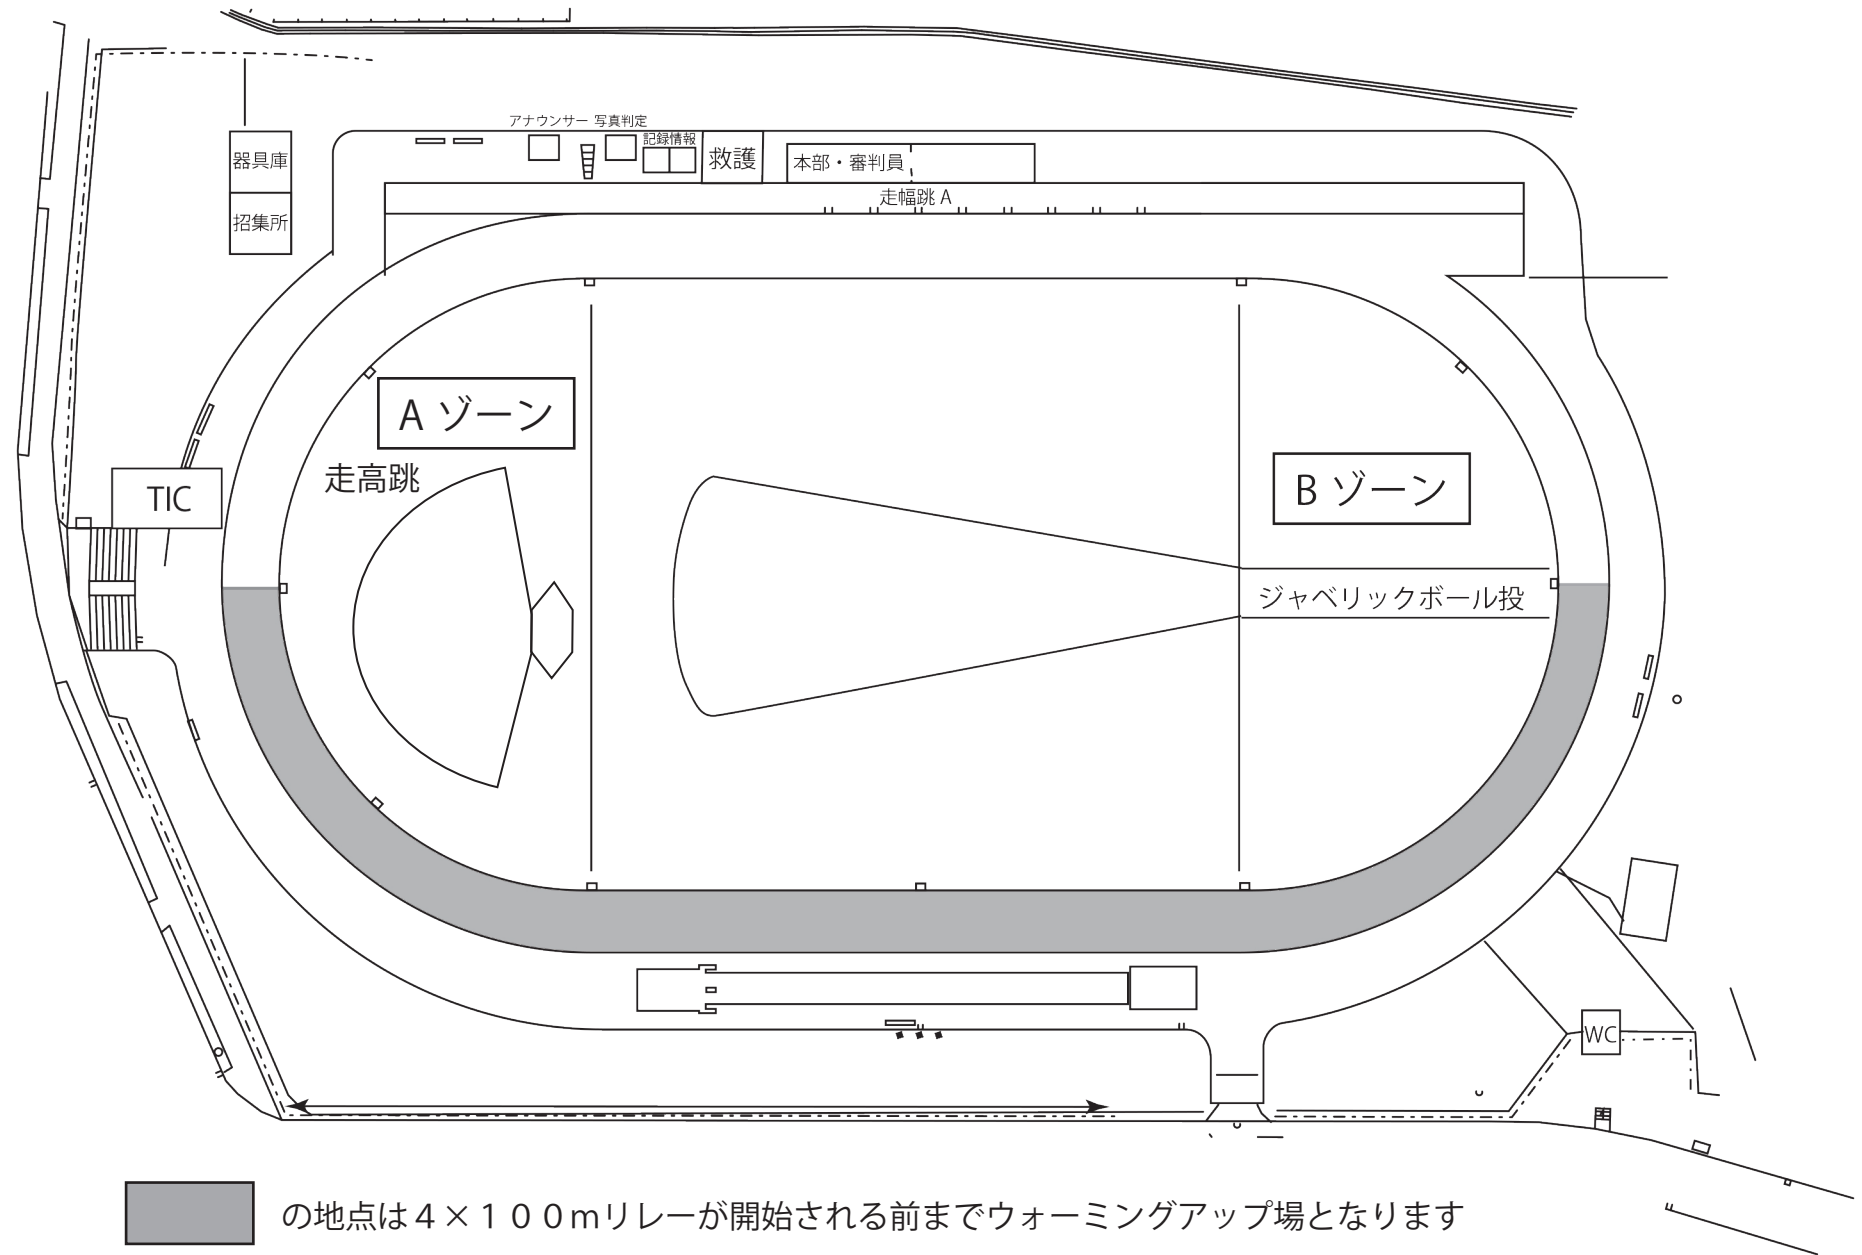 アナウンサー 写真判定
記録情報
救護
本部・審判員
器具庫
招集所
走幅跳 A
A ゾーン
走高跳
TIC
B ゾーン
ジャベリックボール投
WC
の地点は４×１００ｍリレーが開始される前までウォーミングアップ場となります